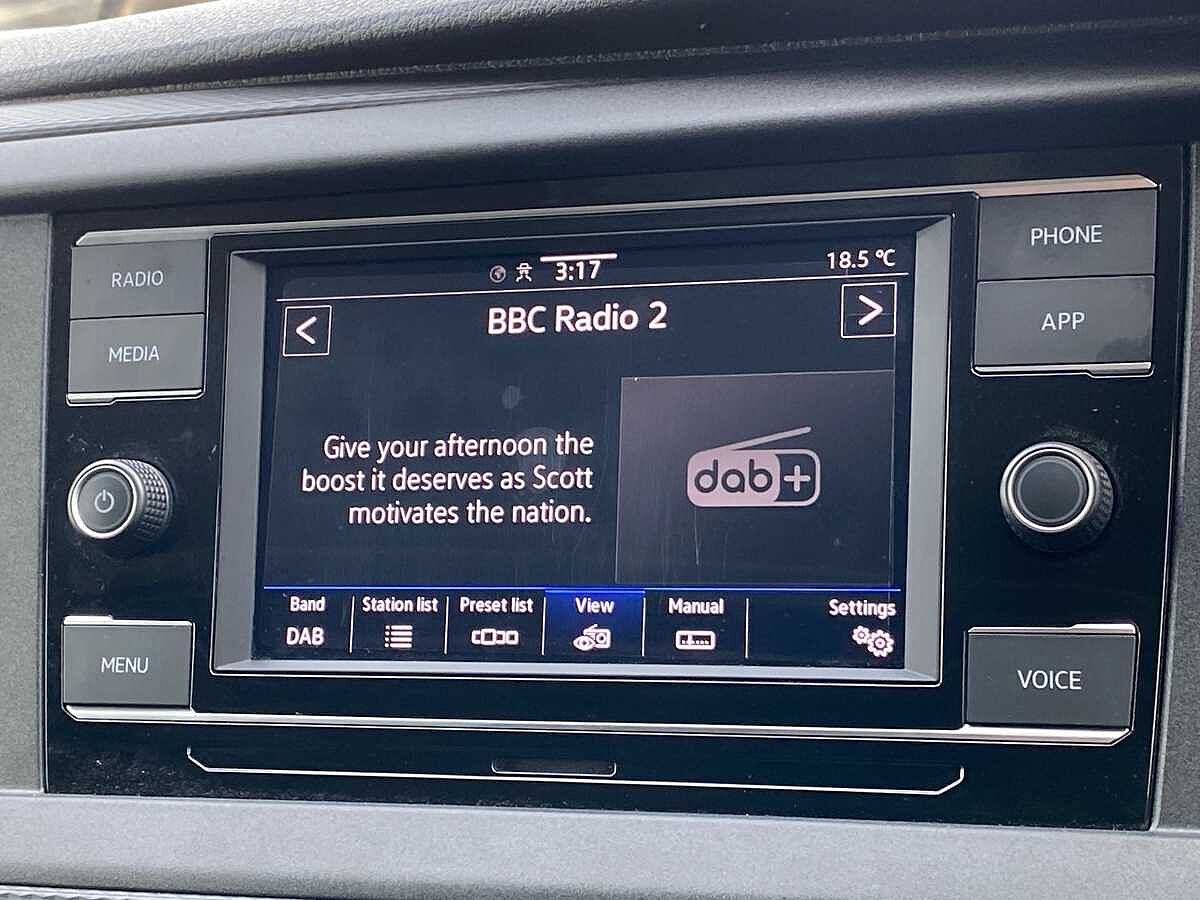 RADIO
MEDIA
MENU
PHONE
APP
VOICE
3:17
18.5 °C
<
BBC Radio 2
>
Give your afternoon the
boost it deserves as Scott
motivates the nation.
dab+
Band
DAB
Station list
Preset list
View
Manual
Settings